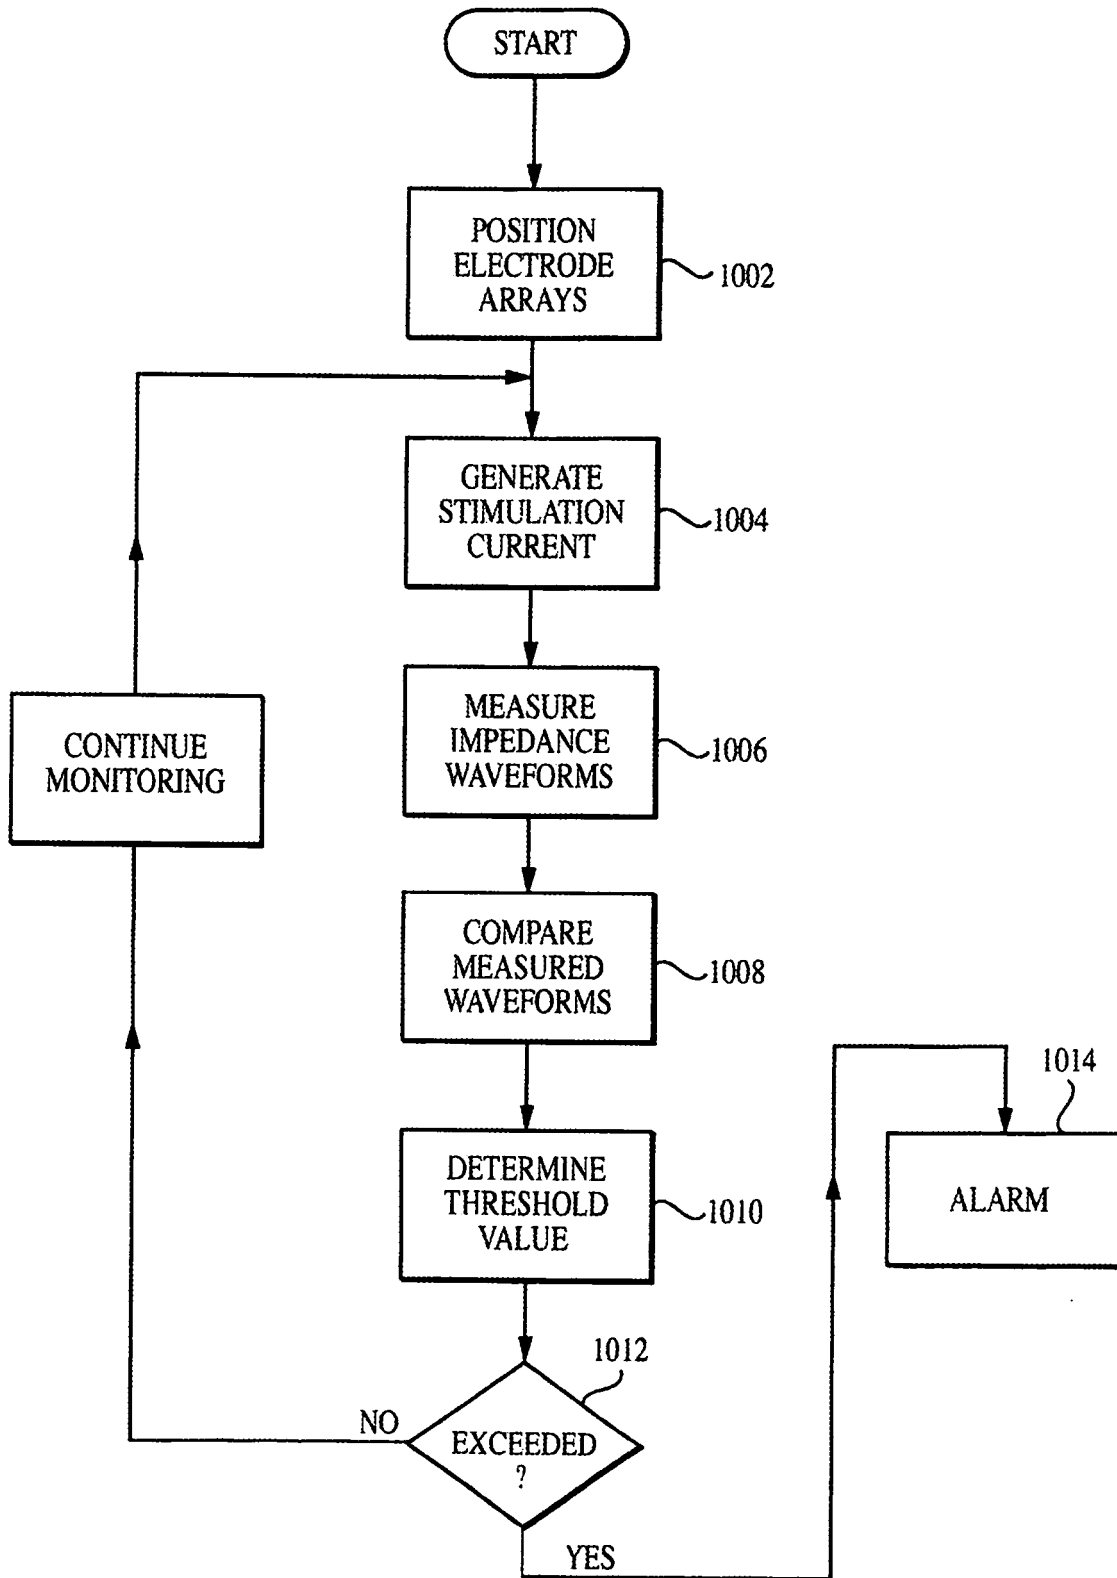 START
POSITION
ELECTRODE
ARRAYS
1002
GENERATE
STIMULATION
CURRENT
1004
MEASURE
IMPEDANCE
WAVEFORMS
1006
CONTINUE
MONITORING
COMPARE
MEASURED
WAVEFORMS
1008
1014
ALARM
DETERMINE
THRESHOLD
VALUE
1010
1012
NO
EXCEEDED
?
YES